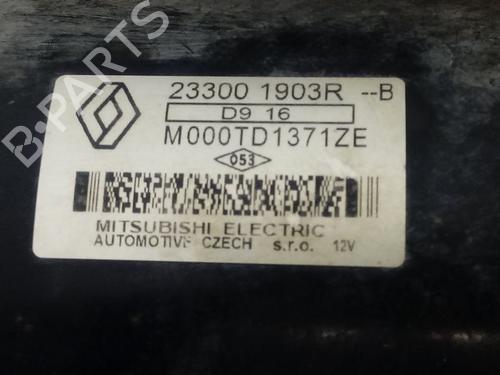 23300 1903R --B
D9 16
M000TD1371ZE
053
MITSUBISHI ELECTRIC
AUTOMOTIVE CZECH s.r.o. 12V
B-Parts